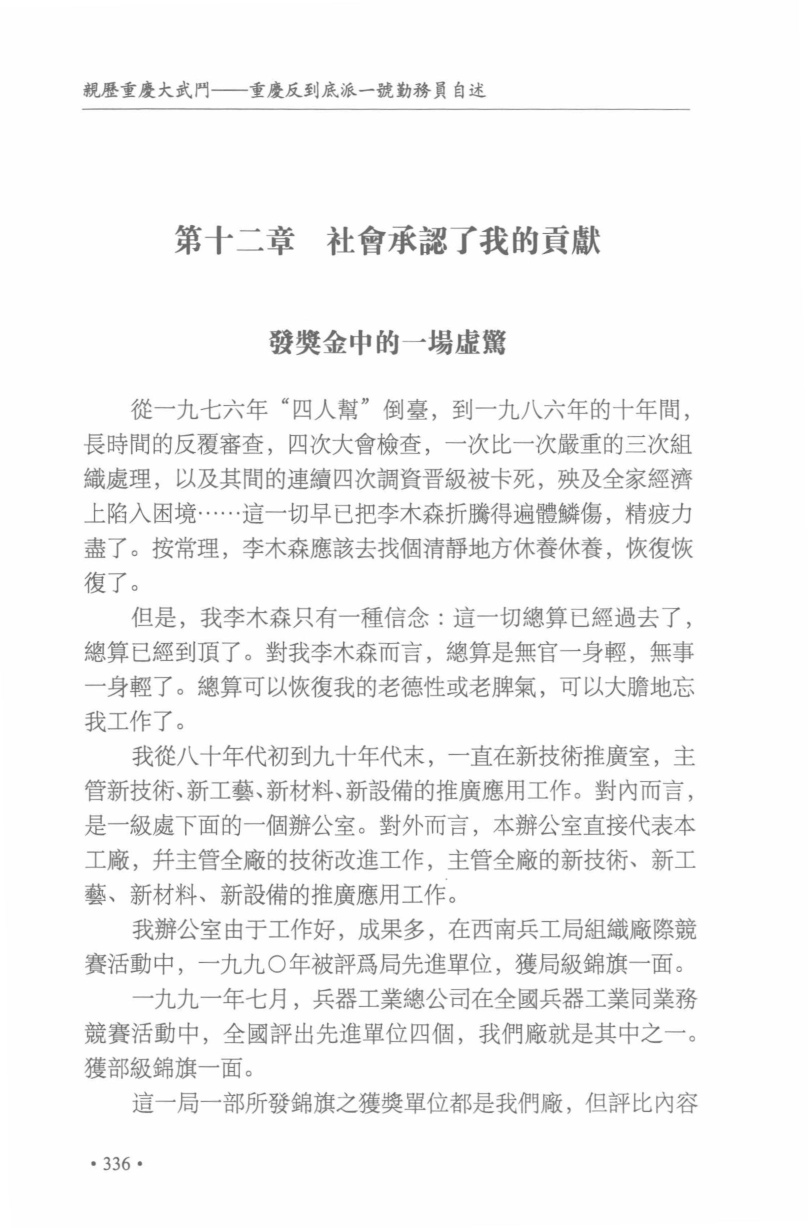 親歷重慶大武鬥——重慶反到底派一號勤務員自述
第十二章　社會承認了我的貢獻
發獎金中的一場虛驚
從一九七六年“四人幫”倒臺，到一九八六年的十年間，
長時間的反覆審查，四次大會檢查，一次比一次嚴重的三次組
織處理，以及其間的連續四次調資晋級被卡死，殃及全家經濟
上陷入困境……這一切早已把李木森折騰得遍體鱗傷，精疲力
盡了。按常理，李木森應該去找個清靜地方休養休養，恢復恢
復了。
但是，我李木森只有一種信念：這一切總算已經過去了，
總算已經到頂了。對我李木森而言，總算是無官一身輕，無事
一身輕了。總算可以恢復我的老德性或老脾氣，可以大膽地忘
我工作了。
我從八十年代初到九十年代末，一直在新技術推廣室，主
管新技術、新工藝、新材料、新設備的推廣應用工作。對內而言，
是一級處下面的一個辦公室。對外而言，本辦公室直接代表本
工廠，幷主管全廠的技術改進工作，主管全廠的新技術、新工
藝、新材料、新設備的推廣應用工作。
我辦公室由于工作好，成果多，在西南兵工局組織廠際競
賽活動中，一九九〇年被評爲局先進單位，獲局級錦旗一面。
一九九一年七月，兵器工業總公司在全國兵器工業同業務
競賽活動中，全國評出先進單位四個，我們廠就是其中之一。
獲部級錦旗一面。
這一局一部所發錦旗之獲獎單位都是我們廠，但評比內容
·336·